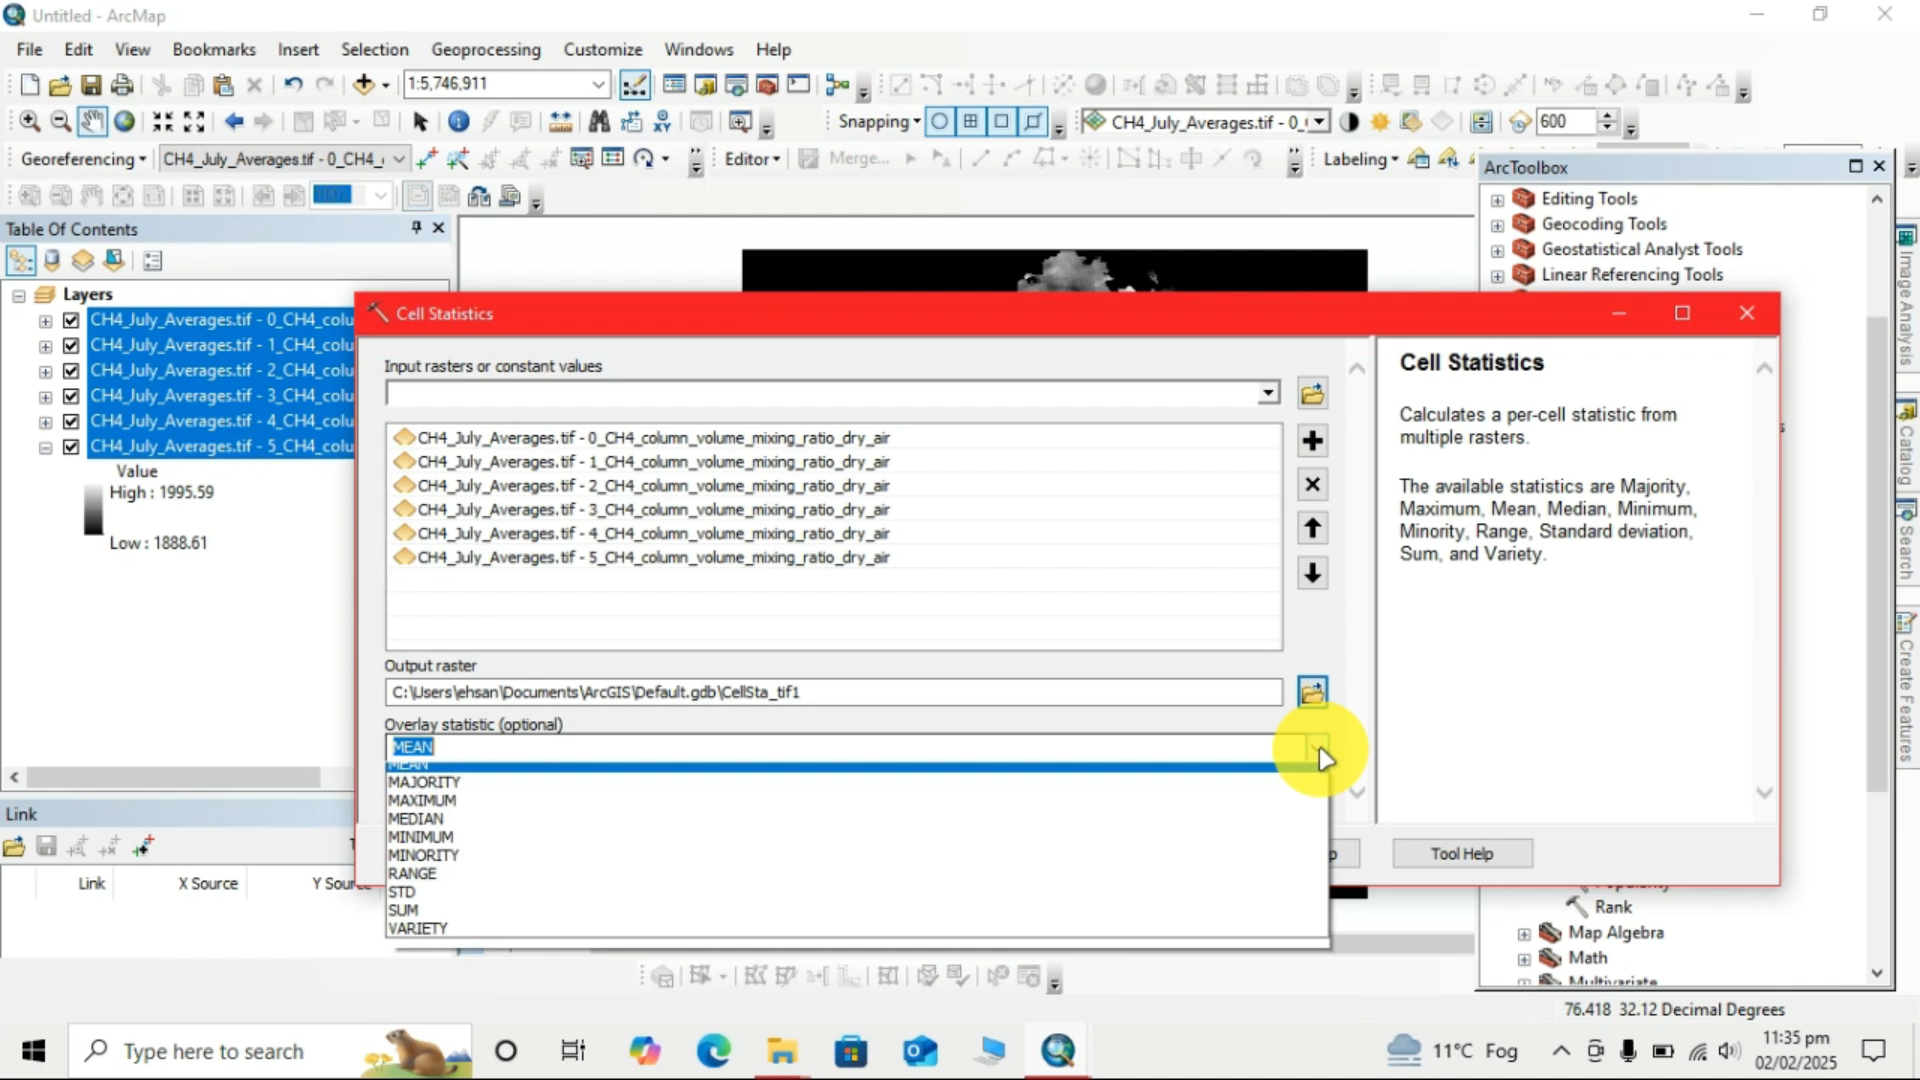 Untitled - ArcMap
File Edit View Bookmarks Insert Selection Geoprocessing Customize Windows Help
1:5,746,911
Snapping
CH4_July_Averages.tif - 0_
600
Georeferencing
CH4_July_Averages.tif - 0_CH4_
Editor
Merge...
Labeling
ArcToolbox
Editing Tools
Geocoding Tools
Geostatistical Analyst Tools
Linear Referencing Tools
Table Of Contents
Layers
CH4_July_Averages.tif - 0_CH4_colu
CH4_July_Averages.tif - 1_CH4_colu
CH4_July_Averages.tif - 2_CH4_colu
CH4_July_Averages.tif - 3_CH4_colu
CH4_July_Averages.tif - 4_CH4_colu
CH4_July_Averages.tif - 5_CH4_colu
Value
High : 1995.59
Low : 1888.61
Cell Statistics
Input rasters or constant values
CH4_July_Averages.tif - 0_CH4_column_volume_mixing_ratio_dry_air
CH4_July_Averages.tif - 1_CH4_column_volume_mixing_ratio_dry_air
CH4_July_Averages.tif - 2_CH4_column_volume_mixing_ratio_dry_air
CH4_July_Averages.tif - 3_CH4_column_volume_mixing_ratio_dry_air
CH4_July_Averages.tif - 4_CH4_column_volume_mixing_ratio_dry_air
CH4_July_Averages.tif - 5_CH4_column_volume_mixing_ratio_dry_air
Output raster
C:\Users\ehsan\Documents\ArcGIS\Default.gdb\CellSta_tif1
Overlay statistic (optional)
MEAN
MEAN
MAJORITY
MAXIMUM
MEDIAN
MINIMUM
MINORITY
RANGE
STD
SUM
VARIETY
Cell Statistics
Calculates a per-cell statistic from
multiple rasters.
The available statistics are Majority,
Maximum, Mean, Median, Minimum,
Minority, Range, Standard deviation,
Sum, and Variety.
Tool Help
Image Analysis
Catalog
Search
Create Features
Link
Link X Source Y Source
Popularity
Rank
Map Algebra
Math
Multivariate
76.418 32.12 Decimal Degrees
Type here to search
11°C Fog
11:35 pm
02/02/2025